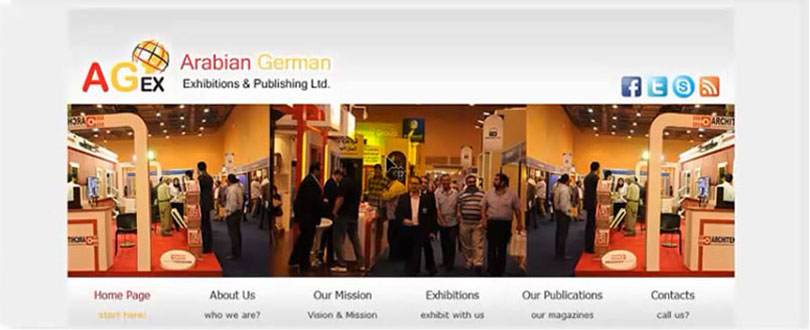 AGEX
Arabian German
Exhibitions & Publishing Ltd.
ARCHITE
Home Page
About Us
Our Mission
Exhibitions
Our Publications
Contacts
start here!
who we are?
Vision & Mission
exhibit with us
our magazines
call us?